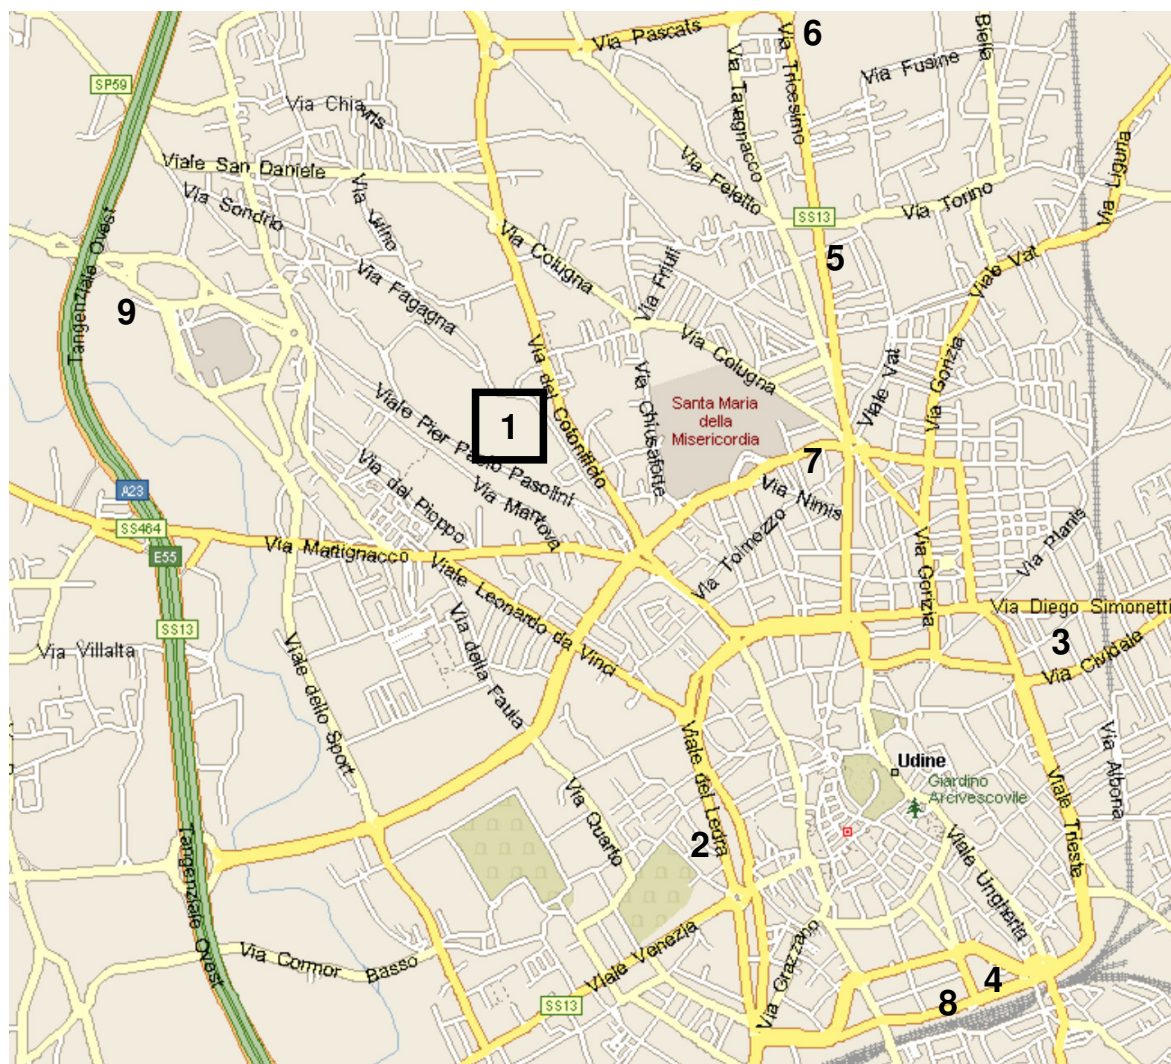 6
Via Pascats
Via Tricesimo
Biella
Via Fusine
SP59
Via Chiavris
Via Tavagnacco
Via Liguria
Viale San Daniele
Via Sondrio
Via Feletto
Via Torino
SS13
Via Colugna
Via Friuli
5
Viale Vat
Tangenziale Ovest
9
Via Fagagna
Via del Cotonificio
Via Colugna
Via Gorizia
Viale Vat
Via Chiusaforte
Santa Maria
della
Misericordia
1
Viale Pier Paolo Pasolini
7
Via del Pioppo
Via Mantova
Via Nimis
A23
SS464
E55
Via Martignacco
Via Tolmezzo
Via Planis
Via Gorizia
Viale Leonardo da Vinci
Via Diego Simonetti
SS13
3
Via Cividale
Via Villalta
Via della Faula
Viale dello Sport
Viale del Ledra
Via Albona
Udine
Giardino
Arcivescovile
Via Quarto
2
Viale Trieste
Tangenziale Ovest
Viale Ungheria
Viale Venezia
Via Grazzano
Via Cormor Basso
4
SS13
8